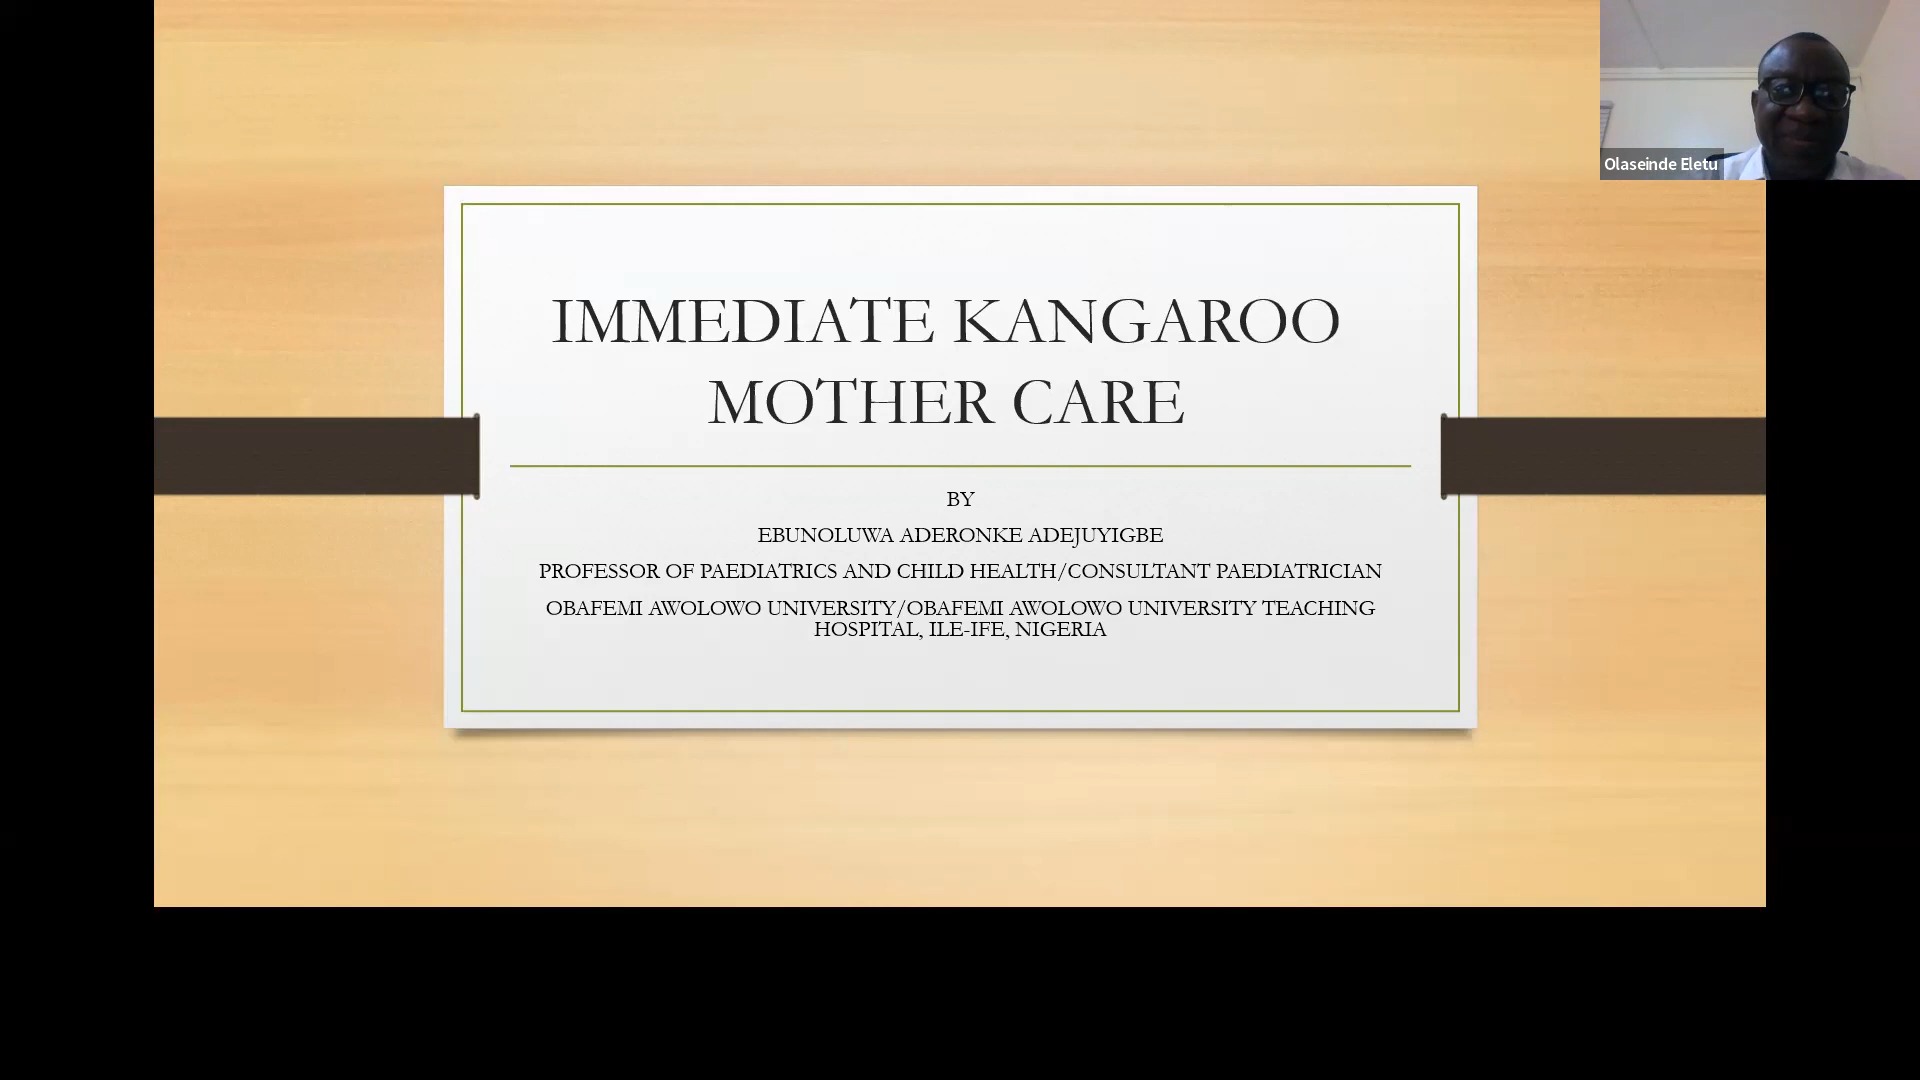 IMMEDIATE KANGAROO
MOTHER CARE
BY
EBUNOLUWA ADERONKE ADEJUYIGBE
PROFESSOR OF PAEDIATRICS AND CHILD HEALTH/CONSULTANT PAEDIATRICIAN
OBAFEMI AWOLOWO UNIVERSITY/OBAFEMI AWOLOWO UNIVERSITY TEACHING
HOSPITAL, ILE-IFE, NIGERIA
Olaseinde Eletu